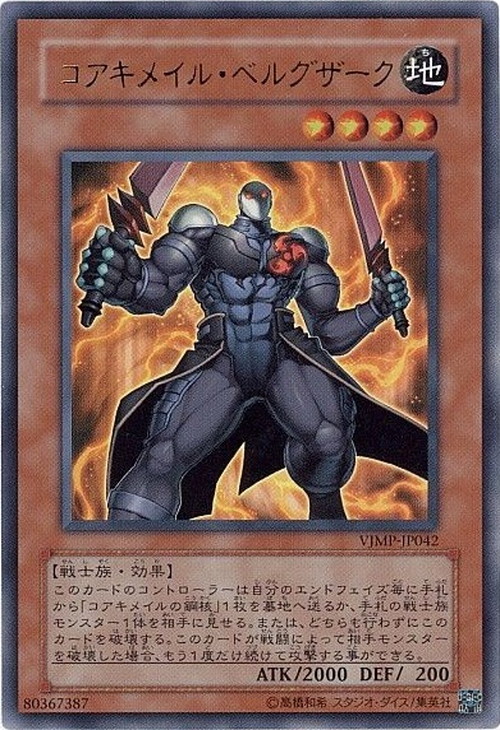 コアキメイル・ベルグザーク
地
ち
VJMP-JP042
【戦士族・効果】
このカードのコントローラーは自分のエンドフェイズ毎に手札
から「コアキメイルの鋼核」1枚を墓地へ送るか、手札の戦士族
モンスター1体を相手に見せる。または、どちらも行わずにこの
カードを破壊する。このカードが戦闘によって相手モンスター
を破壊した場合、もう1度だけ続けて攻撃する事ができる。
ATK/2000 DEF/ 200
80367387
©高橋和希 スタジオ・ダイス/集英社